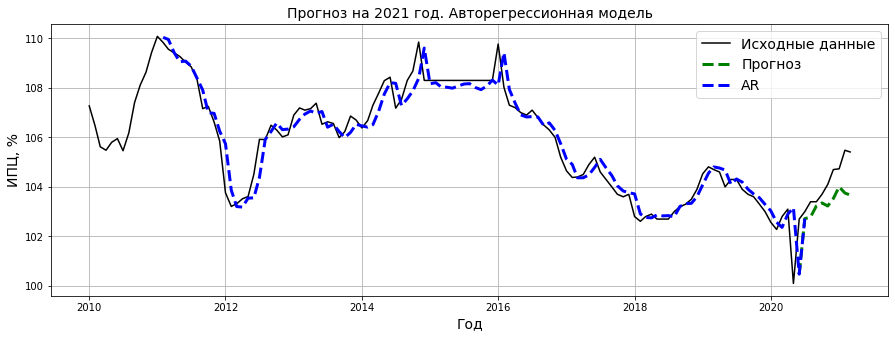 Прогноз на 2021 год. Авторегрессионная модель
Исходные данные
Прогноз
AR
ИПЦ, %
110
108
106
104
102
100
2010
2012
2014
2016
2018
2020
Год